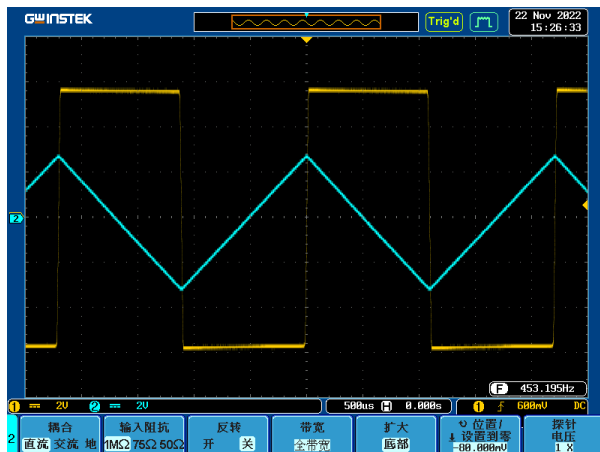 GWINSTEK Trig'd 22 Nov 2022
15:26:33
2
F 453.195Hz
1 2V 2 2V 500us H 0.000s 1 600mV DC
2
耦合 输入阻抗 反转 带宽 扩大 位置/ 探针
设置到零 电压
直流 交流 地 1MΩ 75Ω 50Ω 开 关 全带宽 底部 -80.000mV 1 X